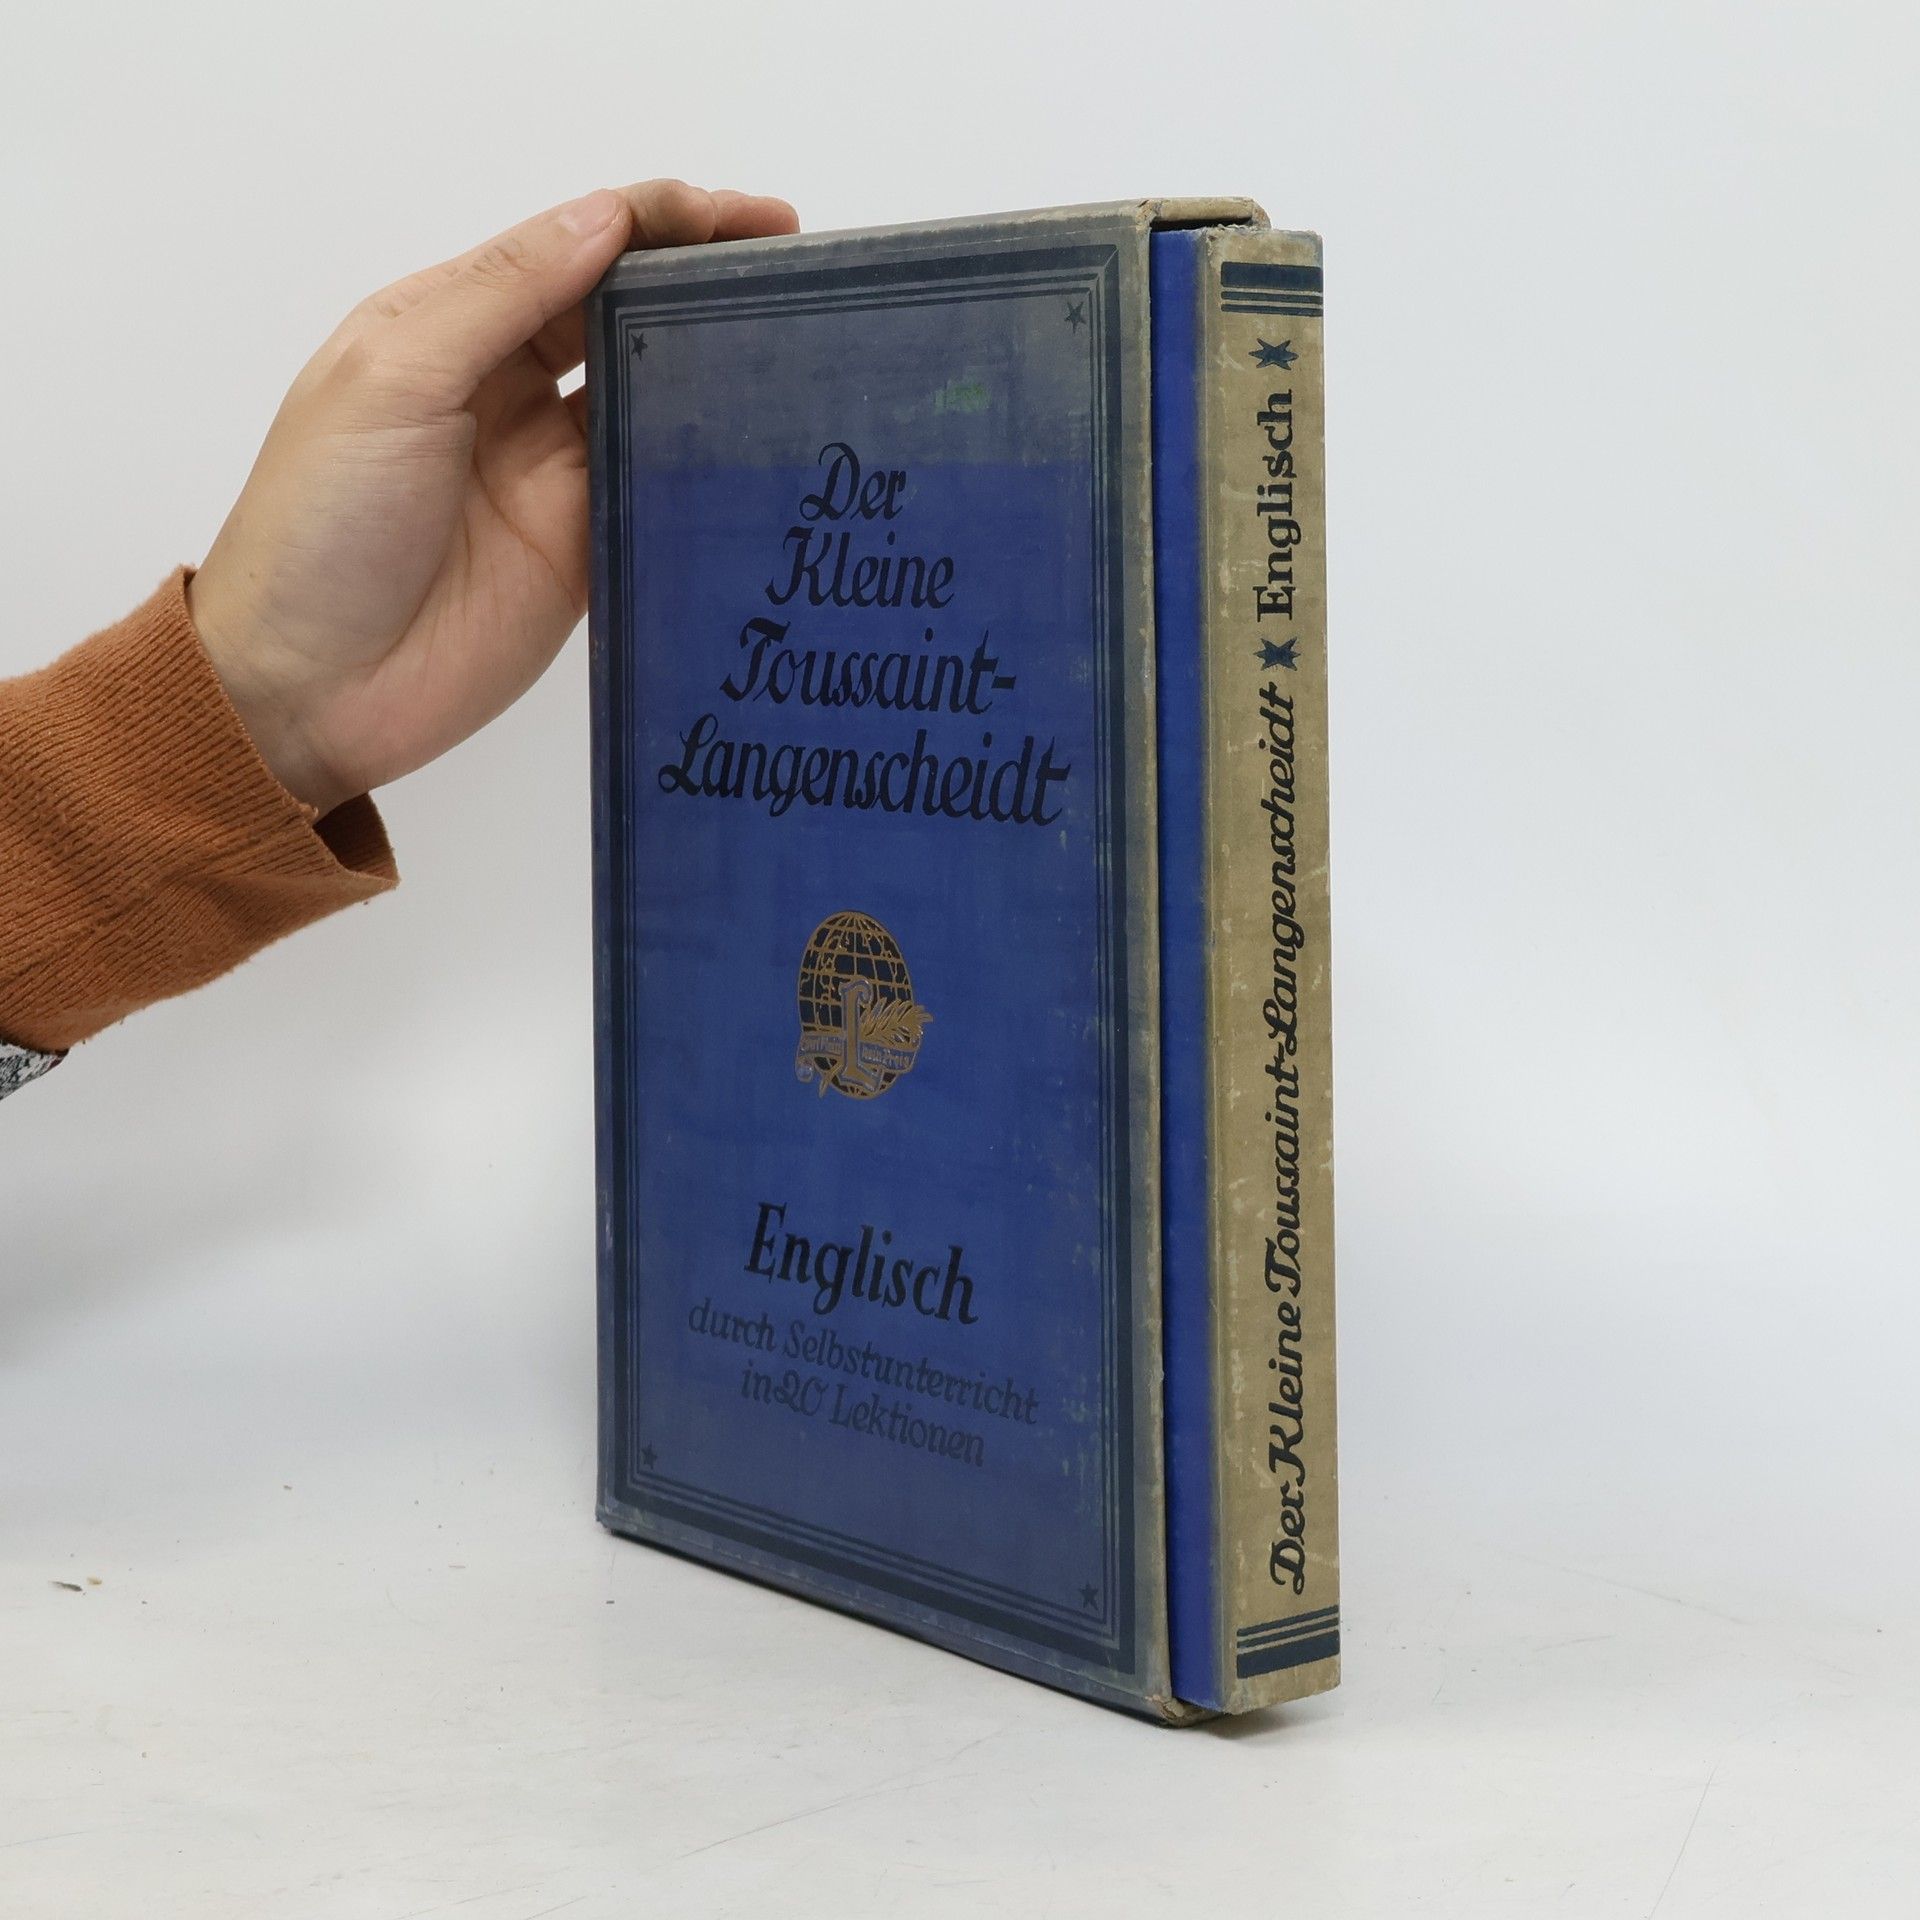 Der
Kleine
Toussaint-
Langenscheidt
Englisch
durch Selbstunterricht
in 20 Lektionen
Der Kleine Toussaint-Langenscheidt * Englisch *